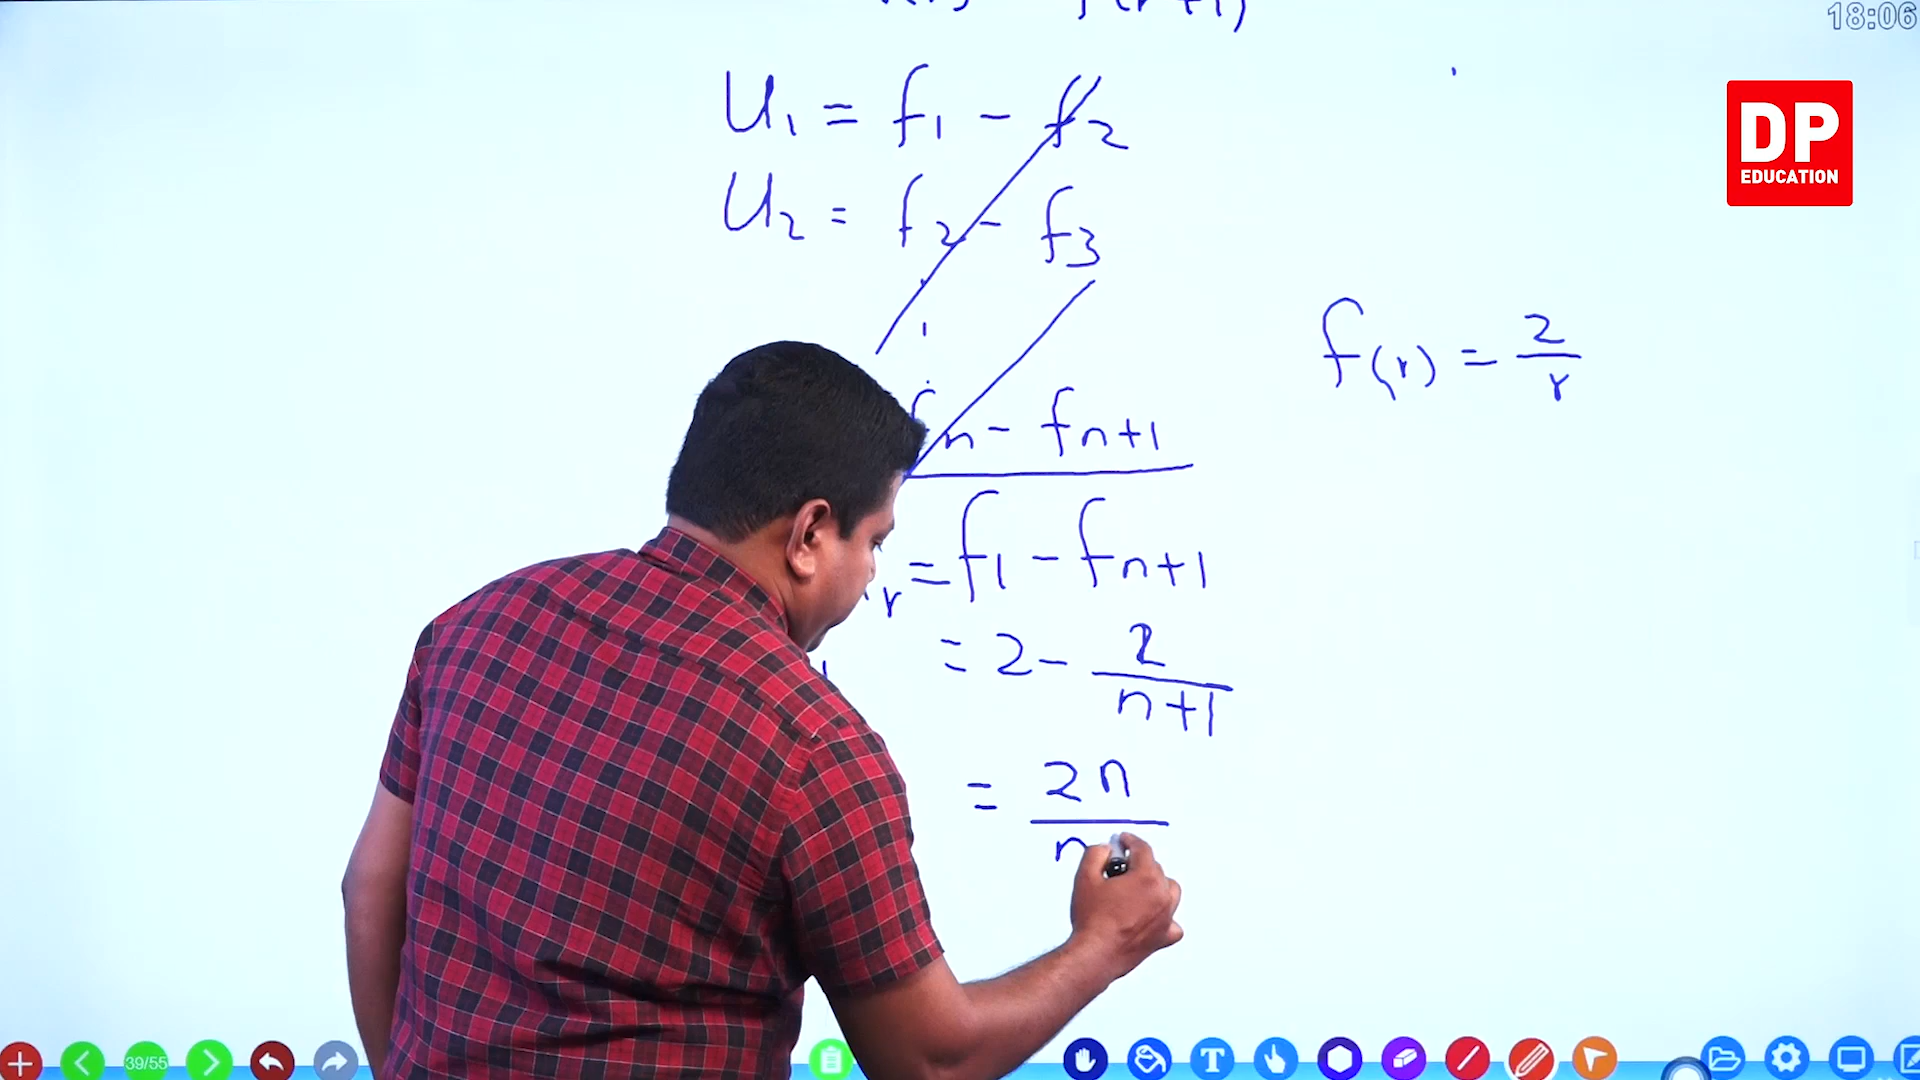 18:06
DP
EDUCATION
U₁ = f₁ - f₂
U₂ = f₂ - f₃
f(r) = 2/r
fn - fn+1
r = f1 - fn+1
= 2 - 2/(n+1)
= 2n/n
39/55
T